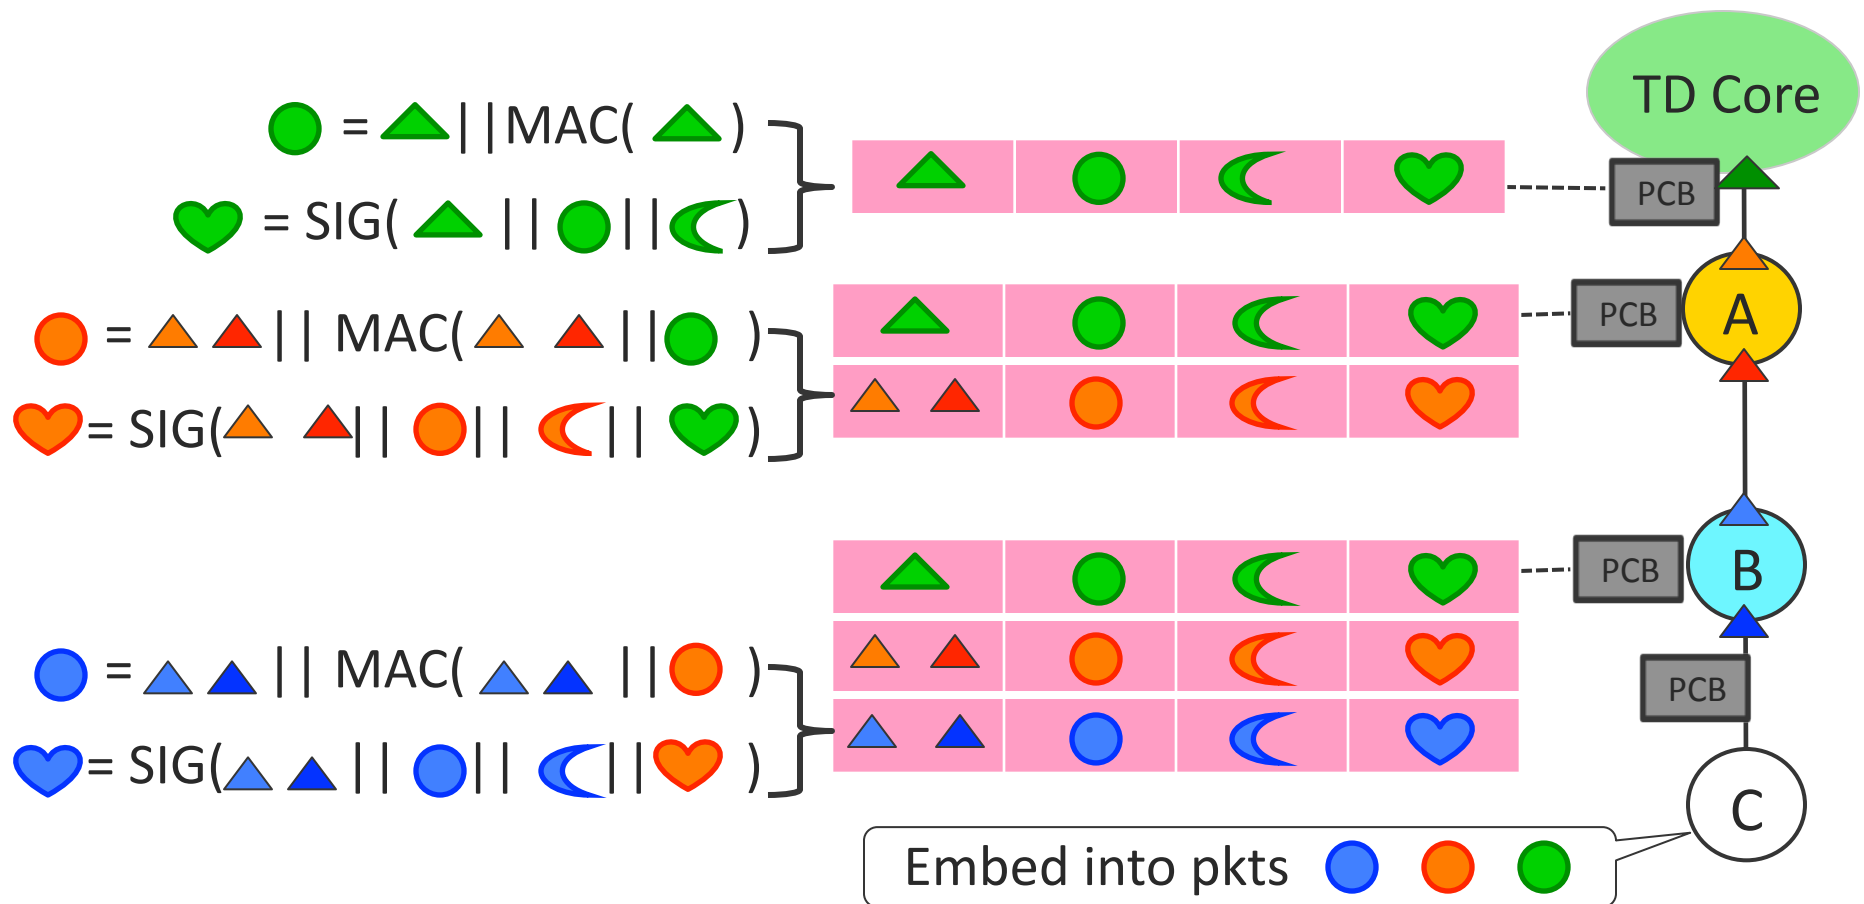 TD Core
= ||MAC( )
PCB
= SIG( || || )
= || MAC( || )
PCB
A
= SIG( || || || )
PCB
B
= || MAC( || )
PCB
= SIG( || || || )
C
Embed into pkts